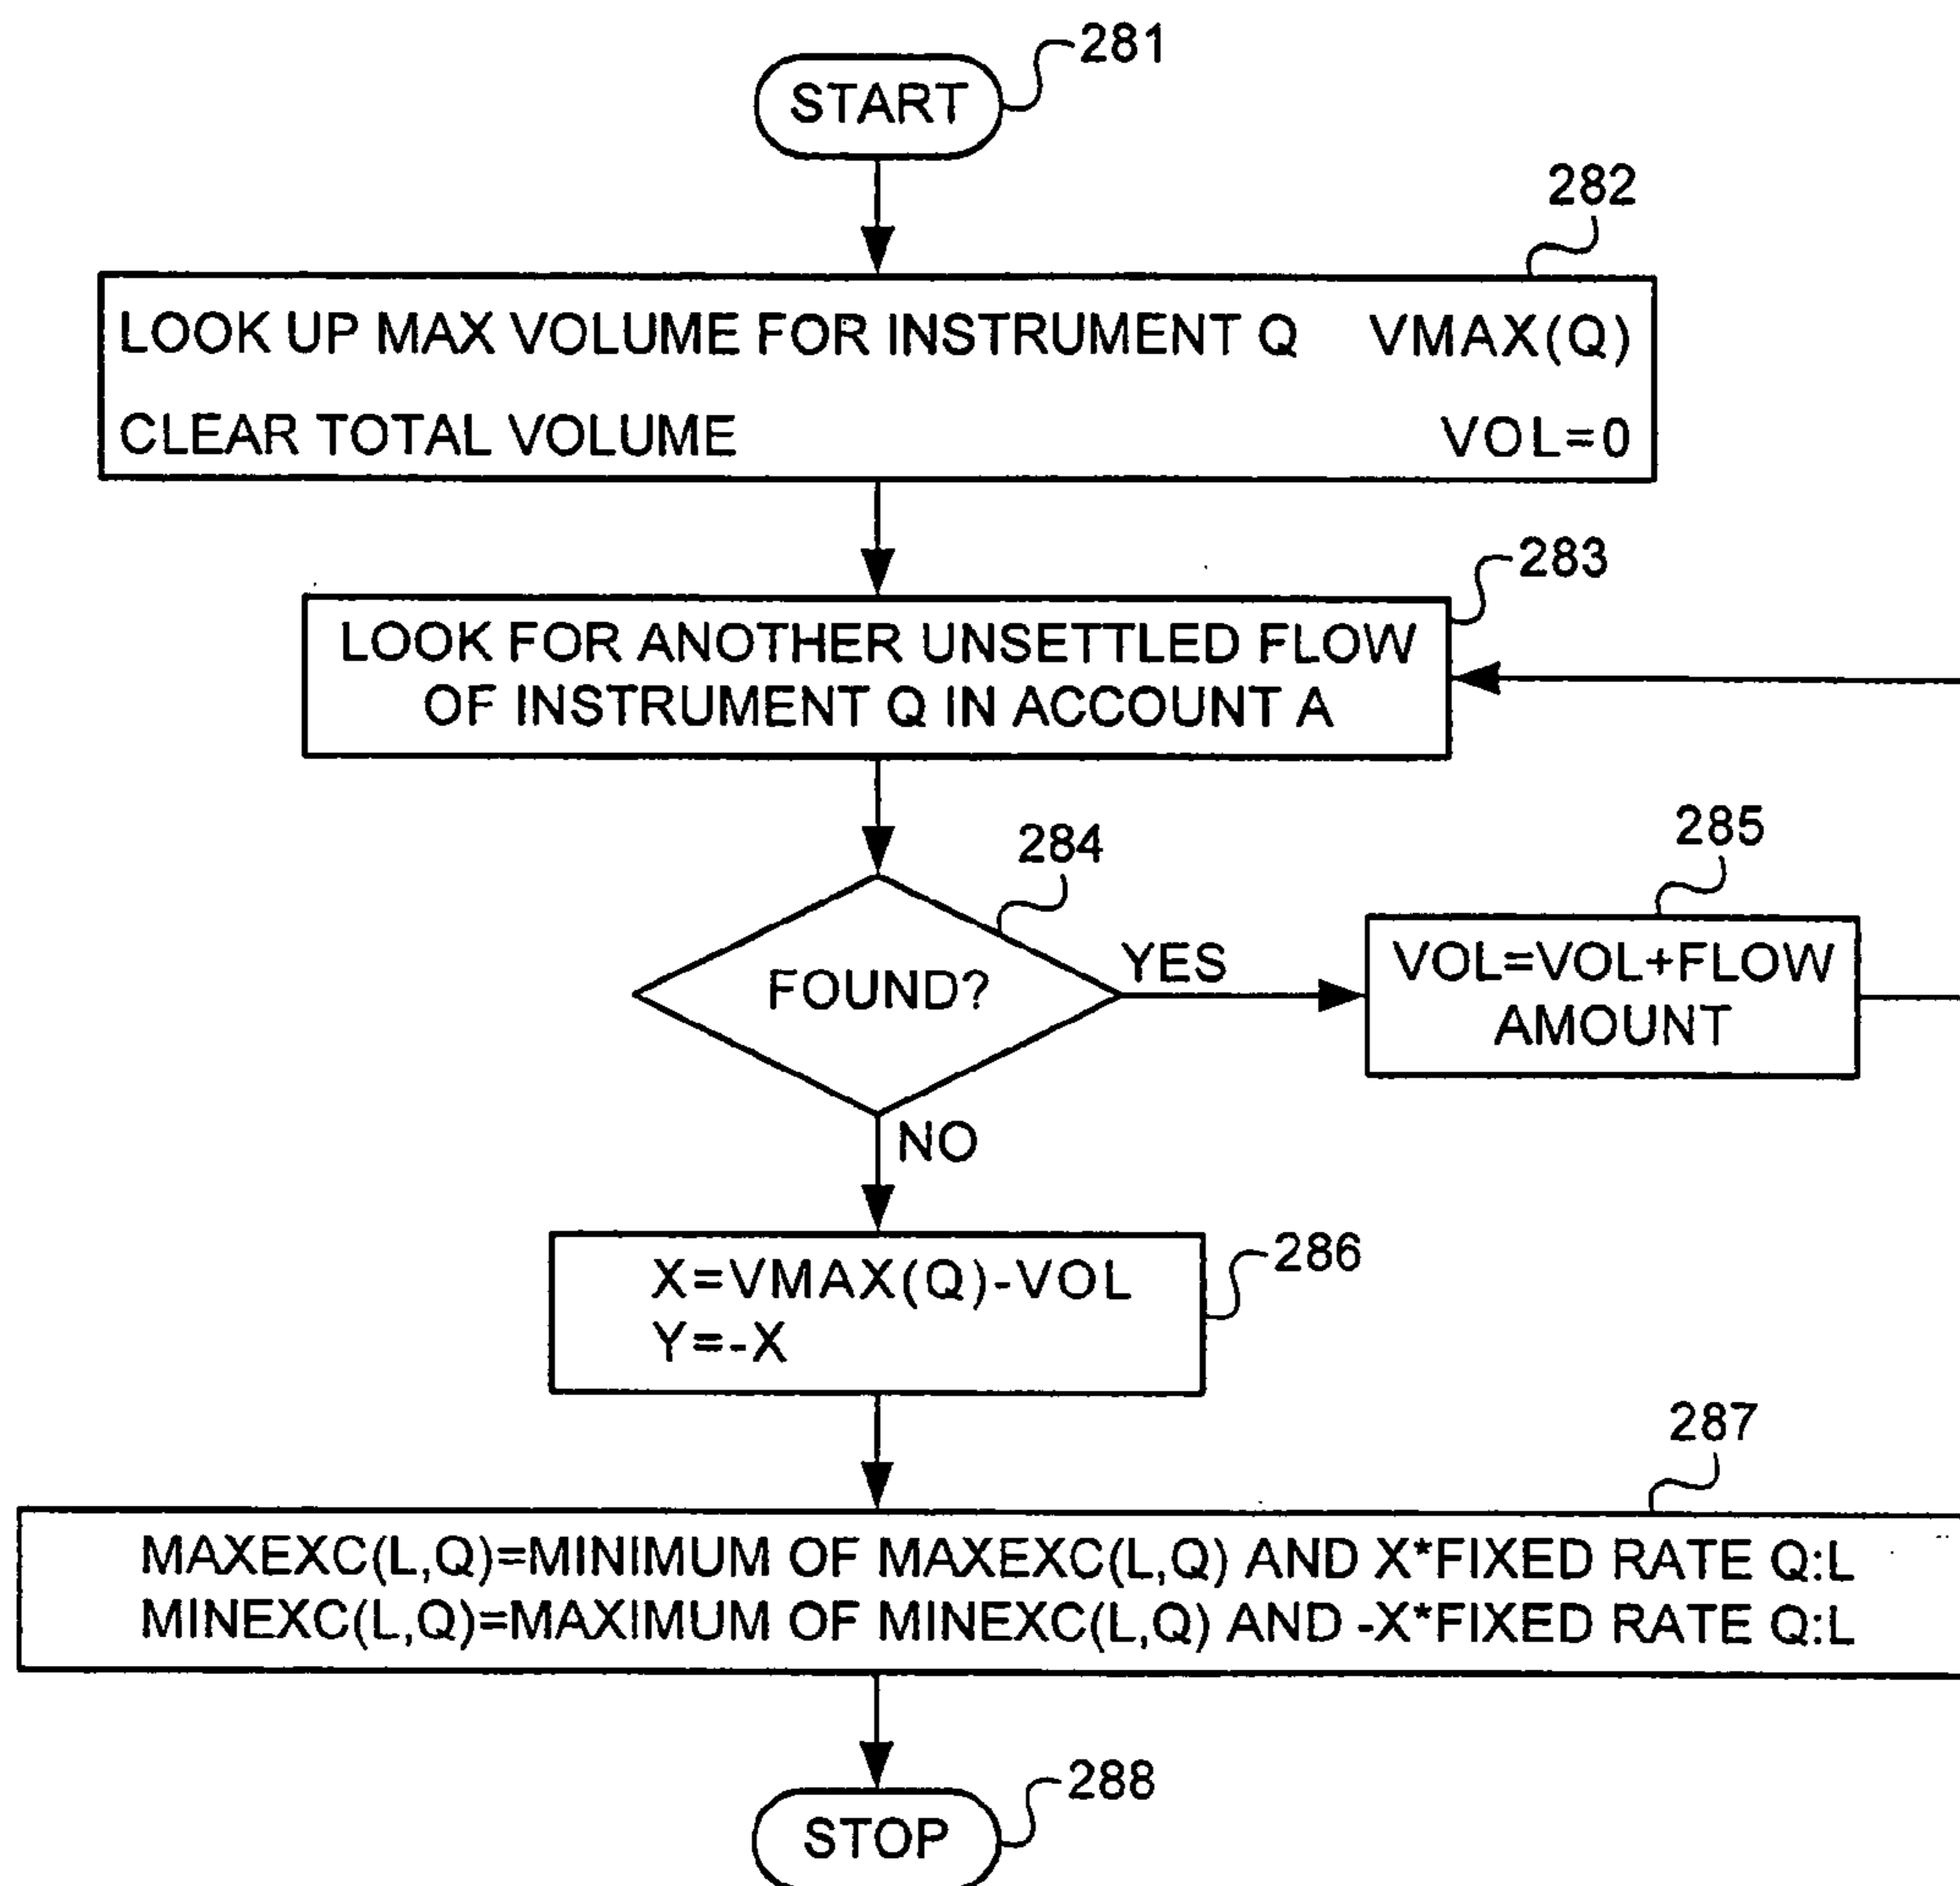 281
START
282
LOOK UP MAX VOLUME FOR INSTRUMENT Q VMAX(Q)
CLEAR TOTAL VOLUME VOL=0
283
LOOK FOR ANOTHER UNSETTLED FLOW
OF INSTRUMENT Q IN ACCOUNT A
284
FOUND?
YES
285
VOL=VOL+FLOW
AMOUNT
NO
286
X=VMAX(Q)-VOL
Y=-X
287
MAXEXC(L,Q)=MINIMUM OF MAXEXC(L,Q) AND X*FIXED RATE Q:L
MINEXC(L,Q)=MAXIMUM OF MINEXC(L,Q) AND -X*FIXED RATE Q:L
288
STOP